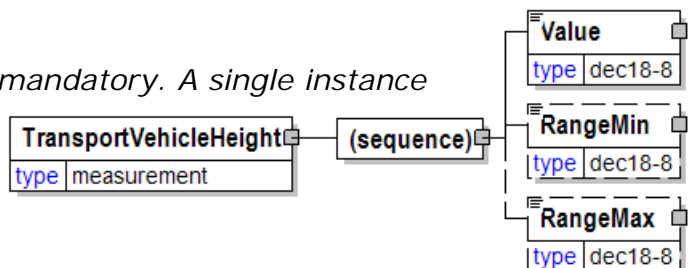 Value
type dec18-8
mandatory. A single instance
TransportVehicleHeight
type measurement
(sequence)
RangeMin
type dec18-8
RangeMax
type dec18-8